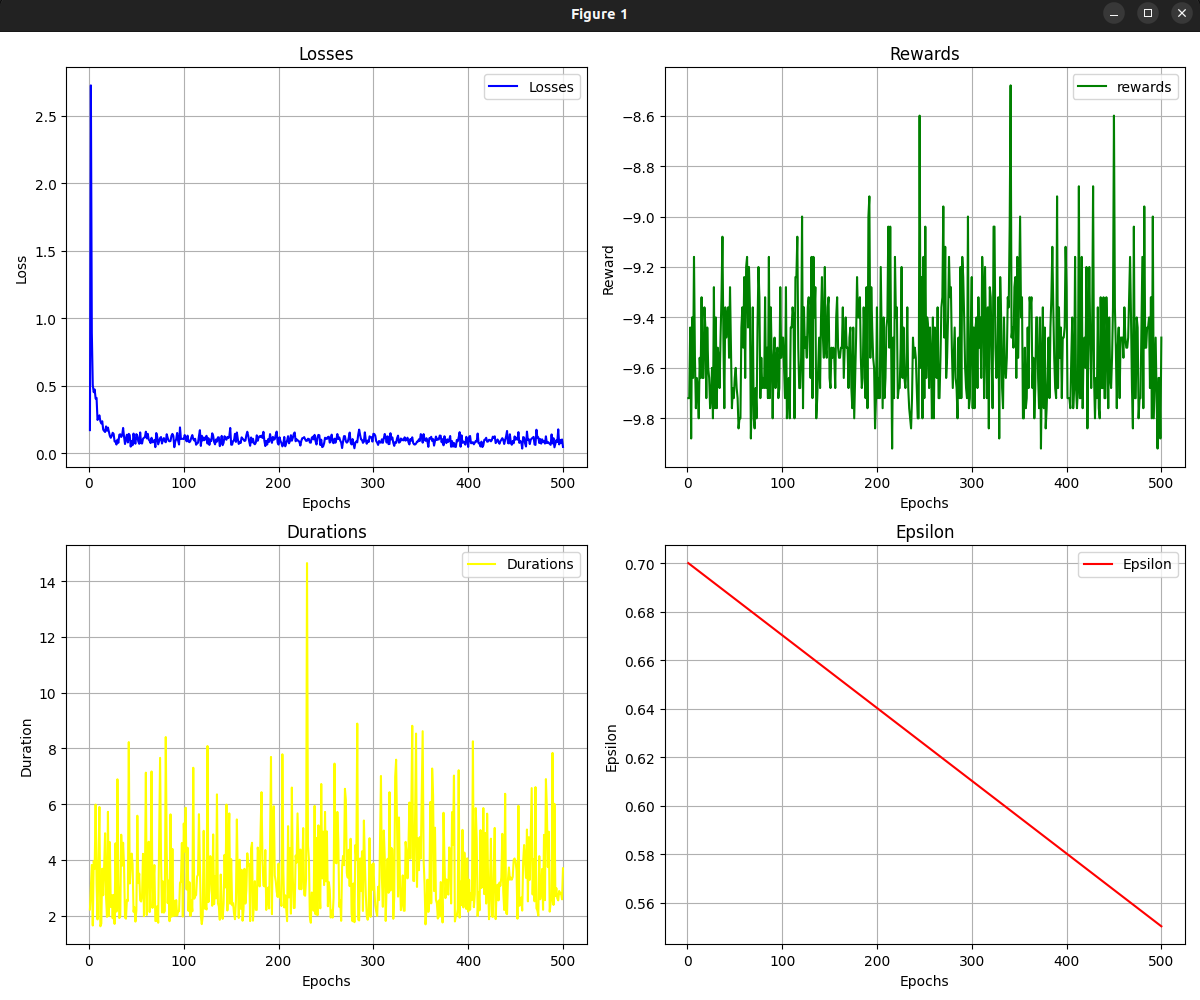 Figure 1
Losses
Losses
2.5
2.0
1.5
1.0
0.5
0.0
Loss
0 100 200 300 400 500
Epochs
Rewards
rewards
−8.6
−8.8
−9.0
−9.2
−9.4
−9.6
−9.8
Reward
0 100 200 300 400 500
Epochs
Durations
Durations
14
12
10
8
6
4
2
Duration
0 100 200 300 400 500
Epochs
Epsilon
Epsilon
0.70
0.68
0.66
0.64
0.62
0.60
0.58
0.56
Epsilon
0 100 200 300 400 500
Epochs